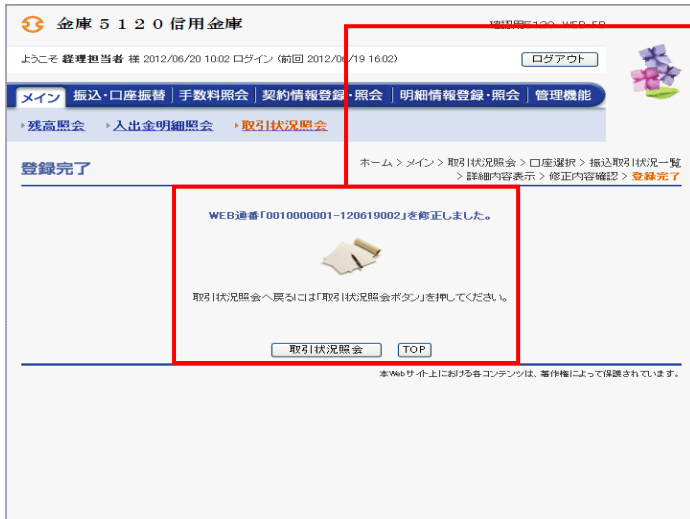 金庫５１２０信用金庫
ようこそ 経理担当者 様 2012/06/20 10:02 ログイン (前回 2012/06/19 16:02)
ログアウト
メイン 振込・口座振替 手数料照会 契約情報登録・照会 明細情報登録・照会 管理機能
残高照会 入出金明細照会 取引状況照会
登録完了
ホーム > メイン > 取引状況照会 > 口座選択 > 振込取引状況一覧
> 詳細内容表示 > 修正内容確認 > 登録完了
WEB通番「0010000001-120619002」を修正しました。
取引状況照会へ戻るには「取引状況照会ボタン」を押してください。
取引状況照会 TOP
本Webサイト上における各コンテンツは、著作権によって保護されています。